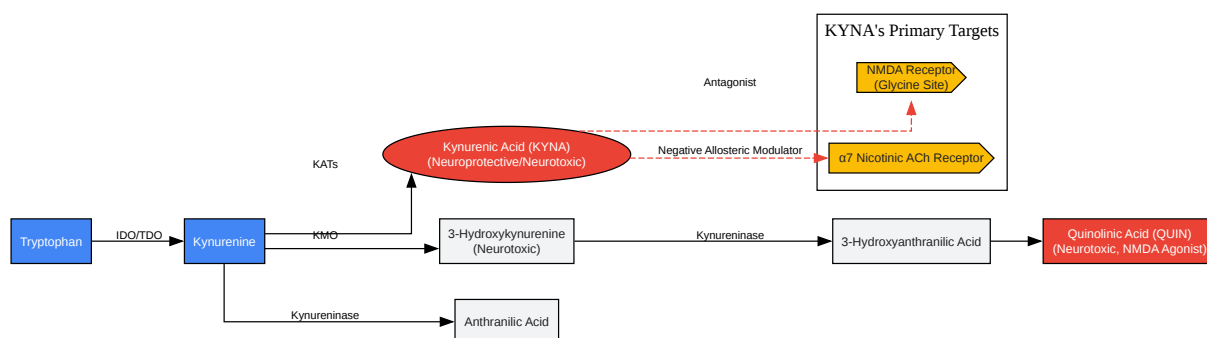 KYNA's Primary Targets
NMDA Receptor
(Glycine Site)
Antagonist
Kynurenic Acid (KYNA)
(Neuroprotective/Neurotoxic)
Negative Allosteric Modulator
α7 Nicotinic ACh Receptor
KATs
Tryptophan
IDO/TDO
Kynurenine
KMO
3-Hydroxykynurenine
(Neurotoxic)
Kynureninase
3-Hydroxyanthranilic Acid
Quinolinic Acid (QUIN)
(Neurotoxic, NMDA Agonist)
Kynureninase
Anthranilic Acid